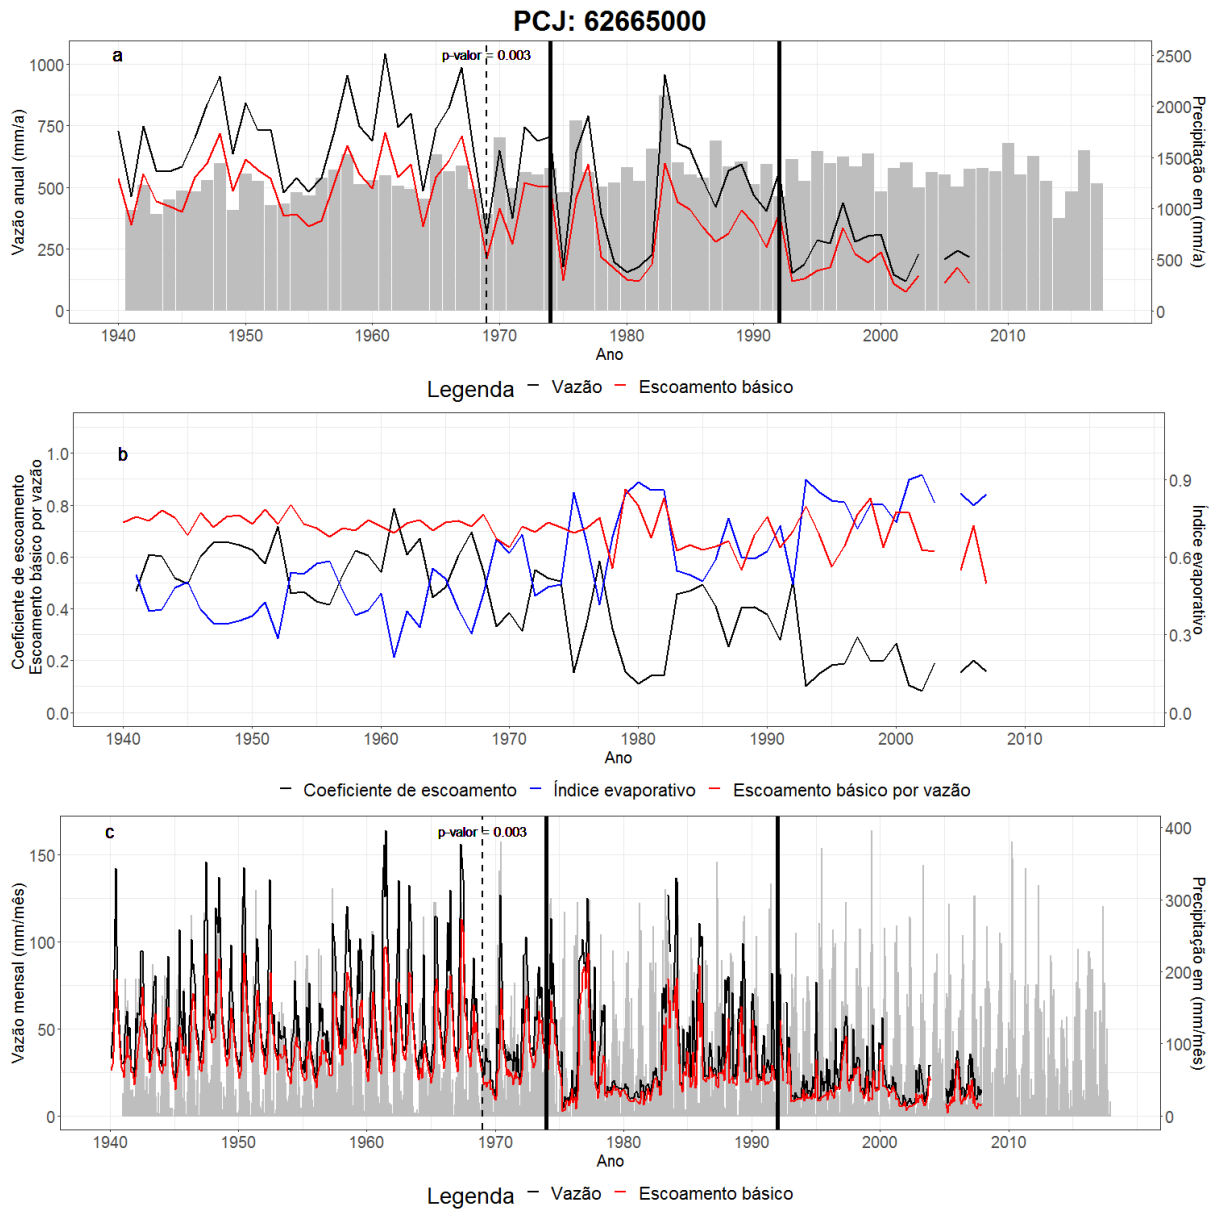 PCJ: 62665000
a
p-valor = 0.003
1000
750
500
250
0
Vazão anual (mm/a)
2500
2000
1500
1000
500
0
Precipitação em (mm/a)
1940 1950 1960 1970 1980 1990 2000 2010
Ano
Legenda Vazão Escoamento básico
b
1.0
0.8
0.6
0.4
0.2
0.0
Coeficiente de escoamento
Escoamento básico por vazão
0.9
0.6
0.3
0.0
Índice evaporativo
1940 1950 1960 1970 1980 1990 2000 2010
Ano
Coeficiente de escoamento Índice evaporativo Escoamento básico por vazão
c
p-valor = 0.003
150
100
50
0
Vazão mensal (mm/mês)
400
300
200
100
0
Precipitação em (mm/mês)
1940 1950 1960 1970 1980 1990 2000 2010
Ano
Legenda Vazão Escoamento básico